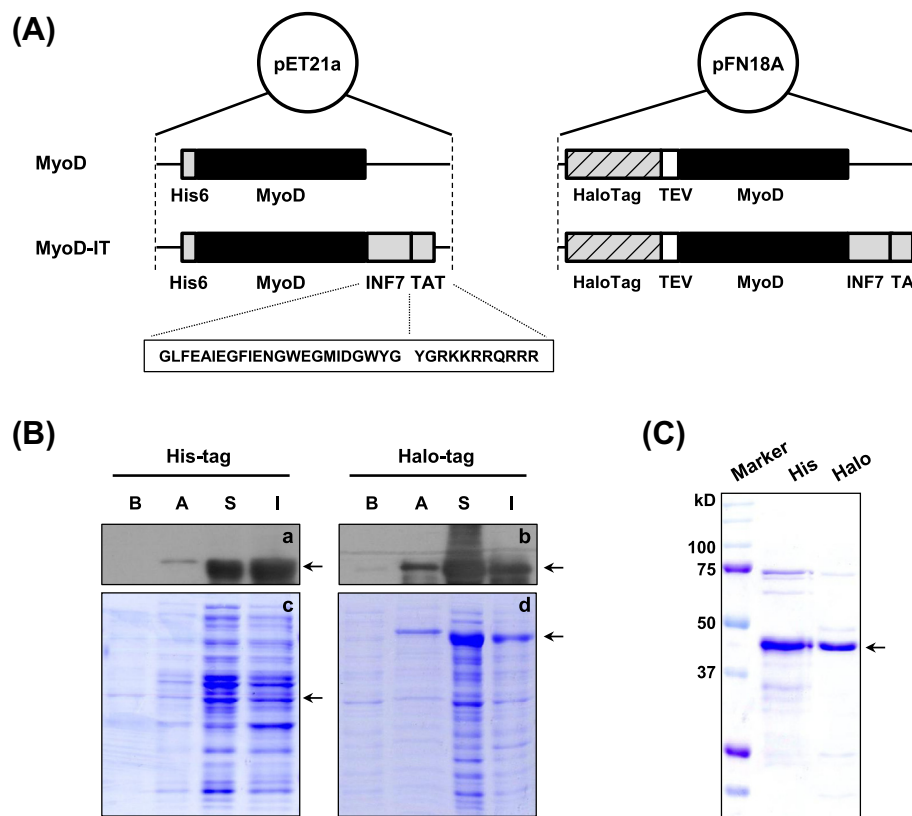 (A)
pET21a
pFN18A
MyoD
His6 MyoD
HaloTag TEV MyoD
MyoD-IT
His6 MyoD INF7 TAT
HaloTag TEV MyoD INF7 TA
GLFEAIEGFIENGWEGMIDGWYG YGRKKRRQRRR
(B)
His-tag
Halo-tag
B A S I
B A S I
a
b
c
d
(C)
Marker His Halo
kD
100
75
50
37